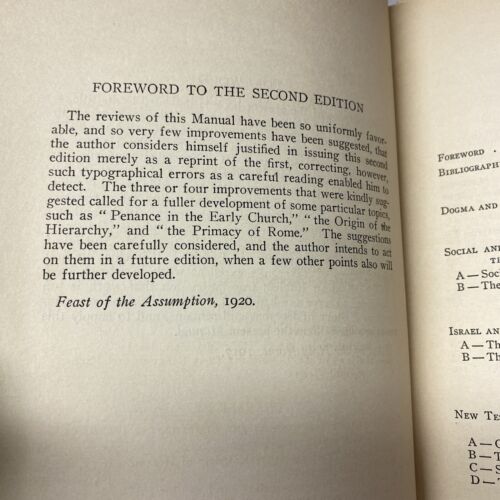 FOREWORD TO THE SECOND EDITION
The reviews of this Manual have been so uniformly favor-
able, and so very few improvements have been suggested, that
the author considers himself justified in issuing this second
edition merely as a reprint of the first, correcting, however,
such typographical errors as a careful reading enabled him to
detect. The three or four improvements that were kindly sug-
gested called for a fuller development of some particular topics,
such as “ Penance in the Early Church,” “ the Origin of the
Hierarchy,” and “ the Primacy of Rome.” The suggestions
have been carefully considered, and the author intends to act
on them in a future edition, when a few other points also will
be further developed.
Feast of the Assumption, 1920.
FOREWORD ·
BIBLIOGRAPHI
DOGMA AND
SOCIAL AND
TI
A — Soc
B — The
ISRAEL AND
A — Th
B — Th
NEW TES
A — C
B — T
C — S
D —